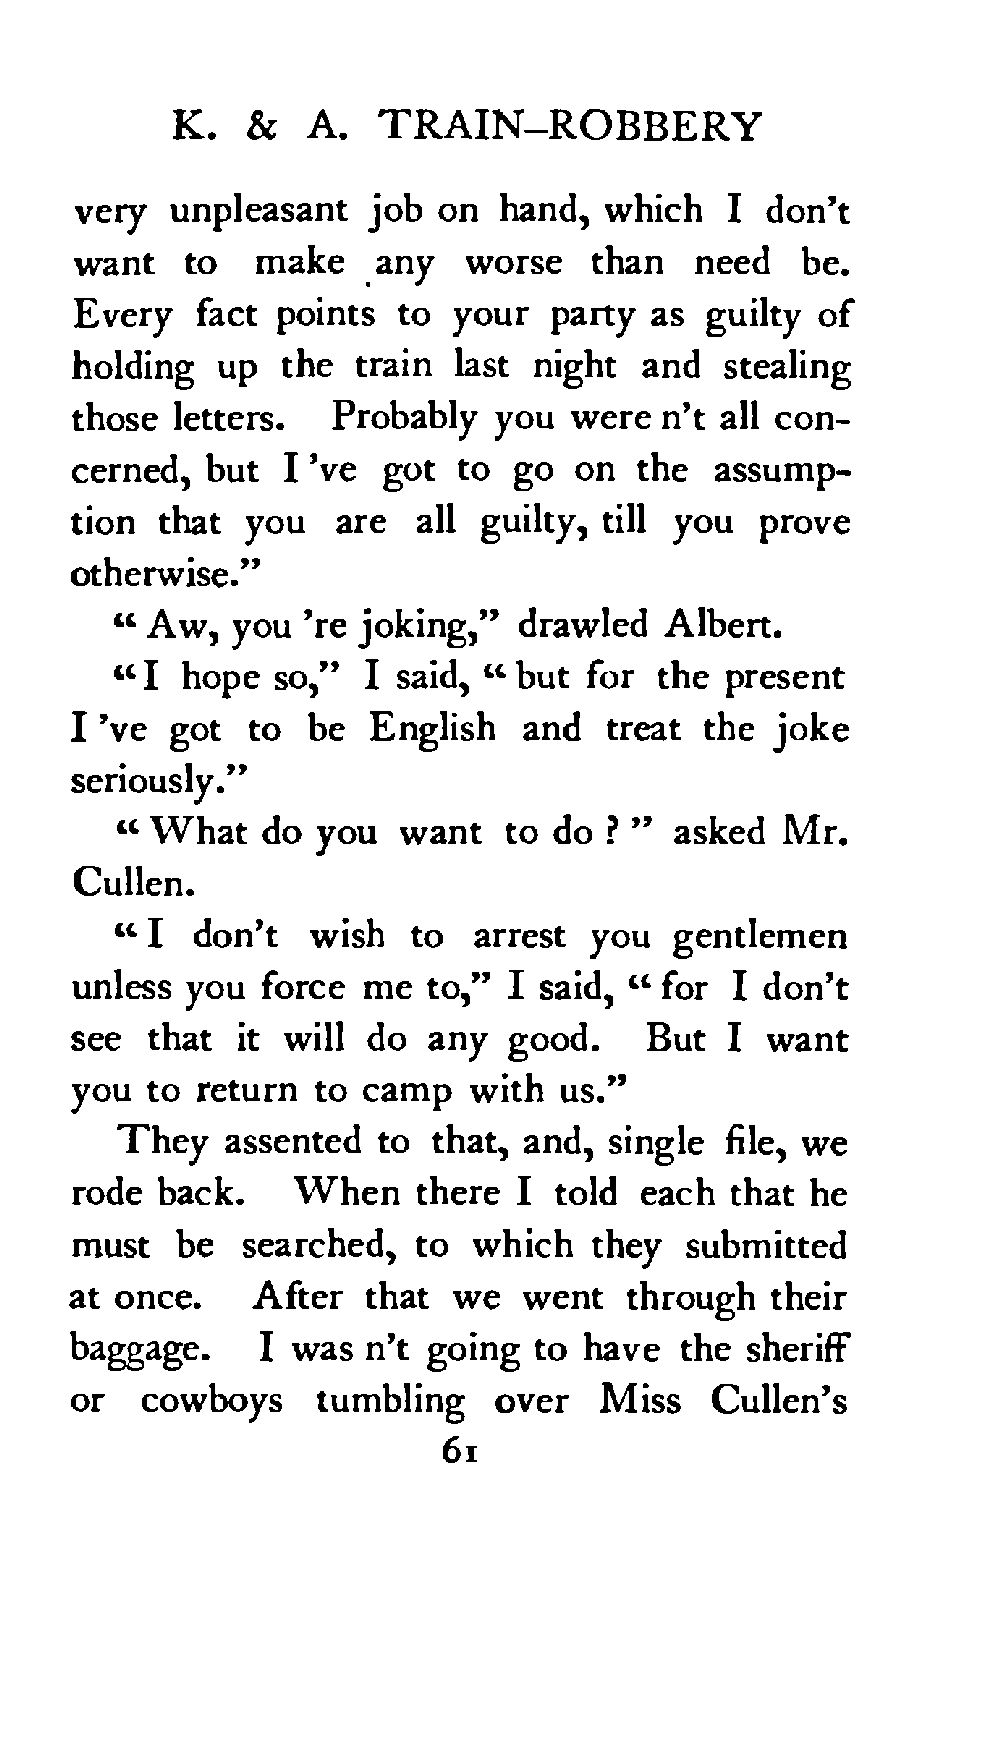 K. & A. TRAIN-ROBBERY
very unpleasant job on hand, which I don't
want to make any worse than need be.
Every fact points to your party as guilty of
holding up the train last night and stealing
those letters. Probably you were n't all con-
cerned, but I 've got to go on the assump-
tion that you are all guilty, till you prove
otherwise."
" Aw, you 're joking," drawled Albert.
" I hope so," I said, " but for the present
I 've got to be English and treat the joke
seriously."
" What do you want to do ? " asked Mr.
Cullen.
" I don't wish to arrest you gentlemen
unless you force me to," I said, " for I don't
see that it will do any good. But I want
you to return to camp with us."
They assented to that, and, single file, we
rode back. When there I told each that he
must be searched, to which they submitted
at once. After that we went through their
baggage. I was n't going to have the sheriff
or cowboys tumbling over Miss Cullen's
61